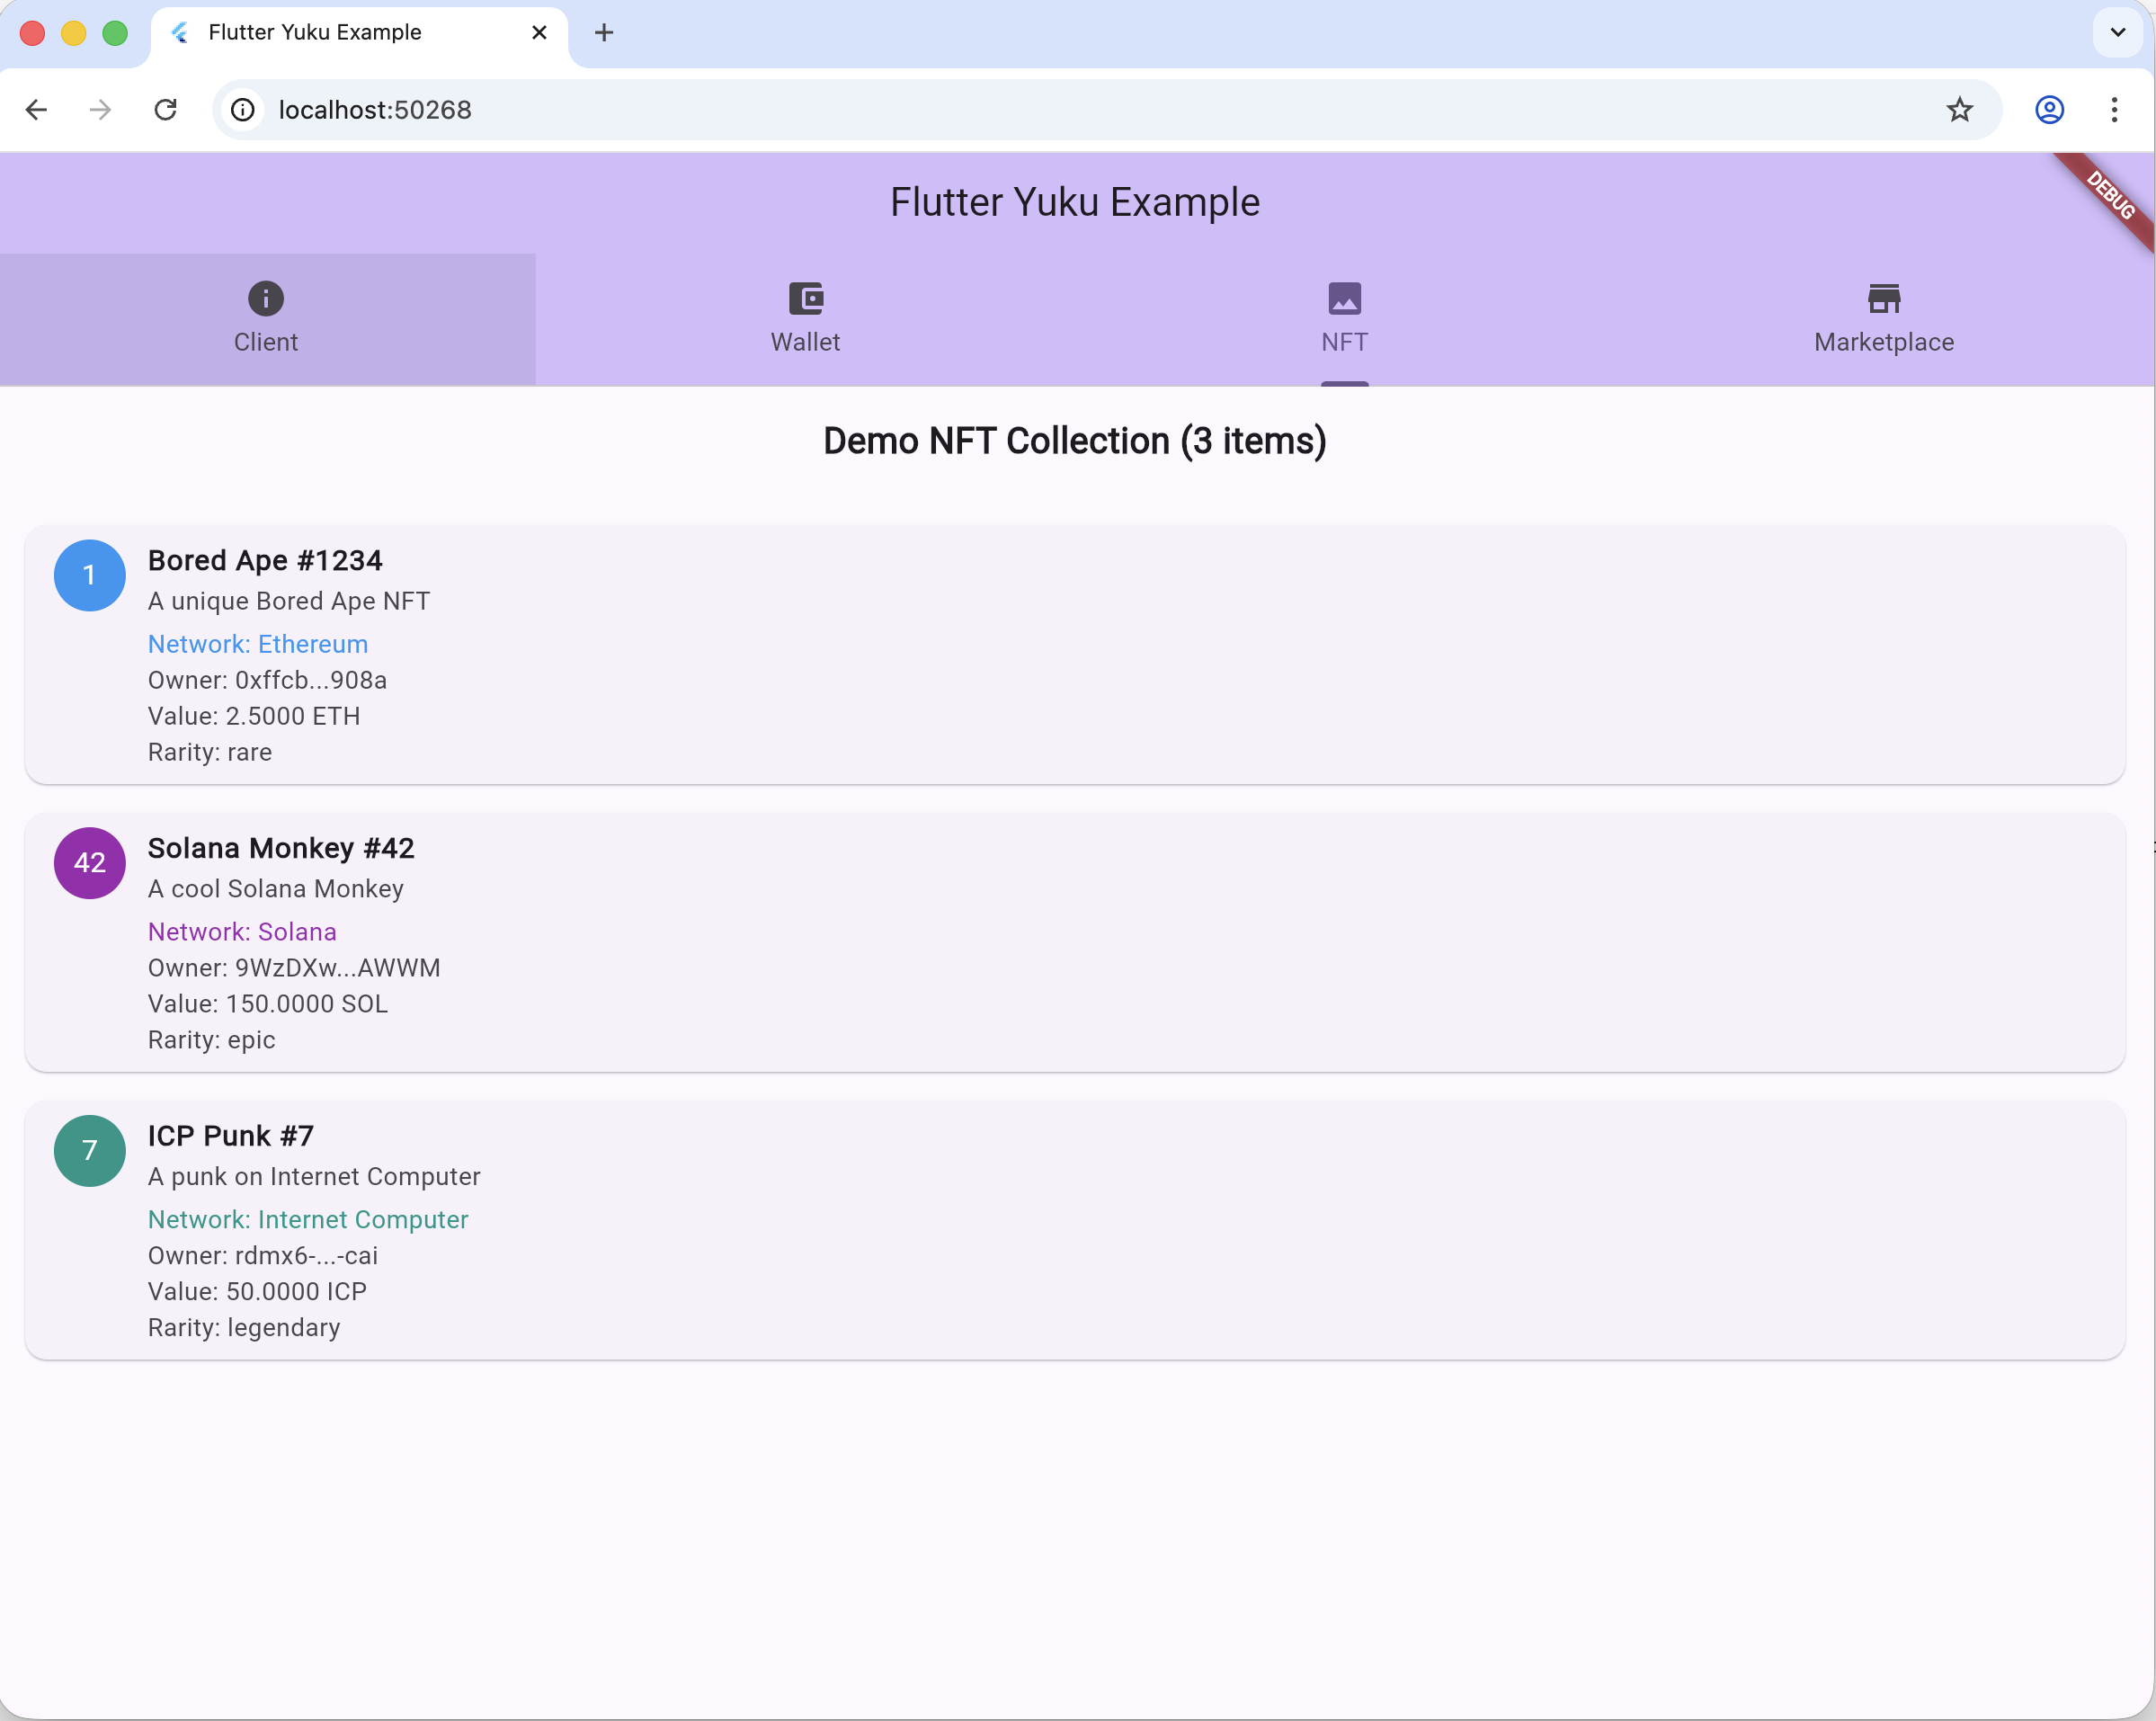 Flutter Yuku Example
localhost:50268
Flutter Yuku Example
DEBUG
Client
Wallet
NFT
Marketplace
Demo NFT Collection (3 items)
1
Bored Ape #1234
A unique Bored Ape NFT
Network: Ethereum
Owner: 0xffcb...908a
Value: 2.5000 ETH
Rarity: rare
42
Solana Monkey #42
A cool Solana Monkey
Network: Solana
Owner: 9WzDXw...AWWM
Value: 150.0000 SOL
Rarity: epic
7
ICP Punk #7
A punk on Internet Computer
Network: Internet Computer
Owner: rdmx6-...-cai
Value: 50.0000 ICP
Rarity: legendary